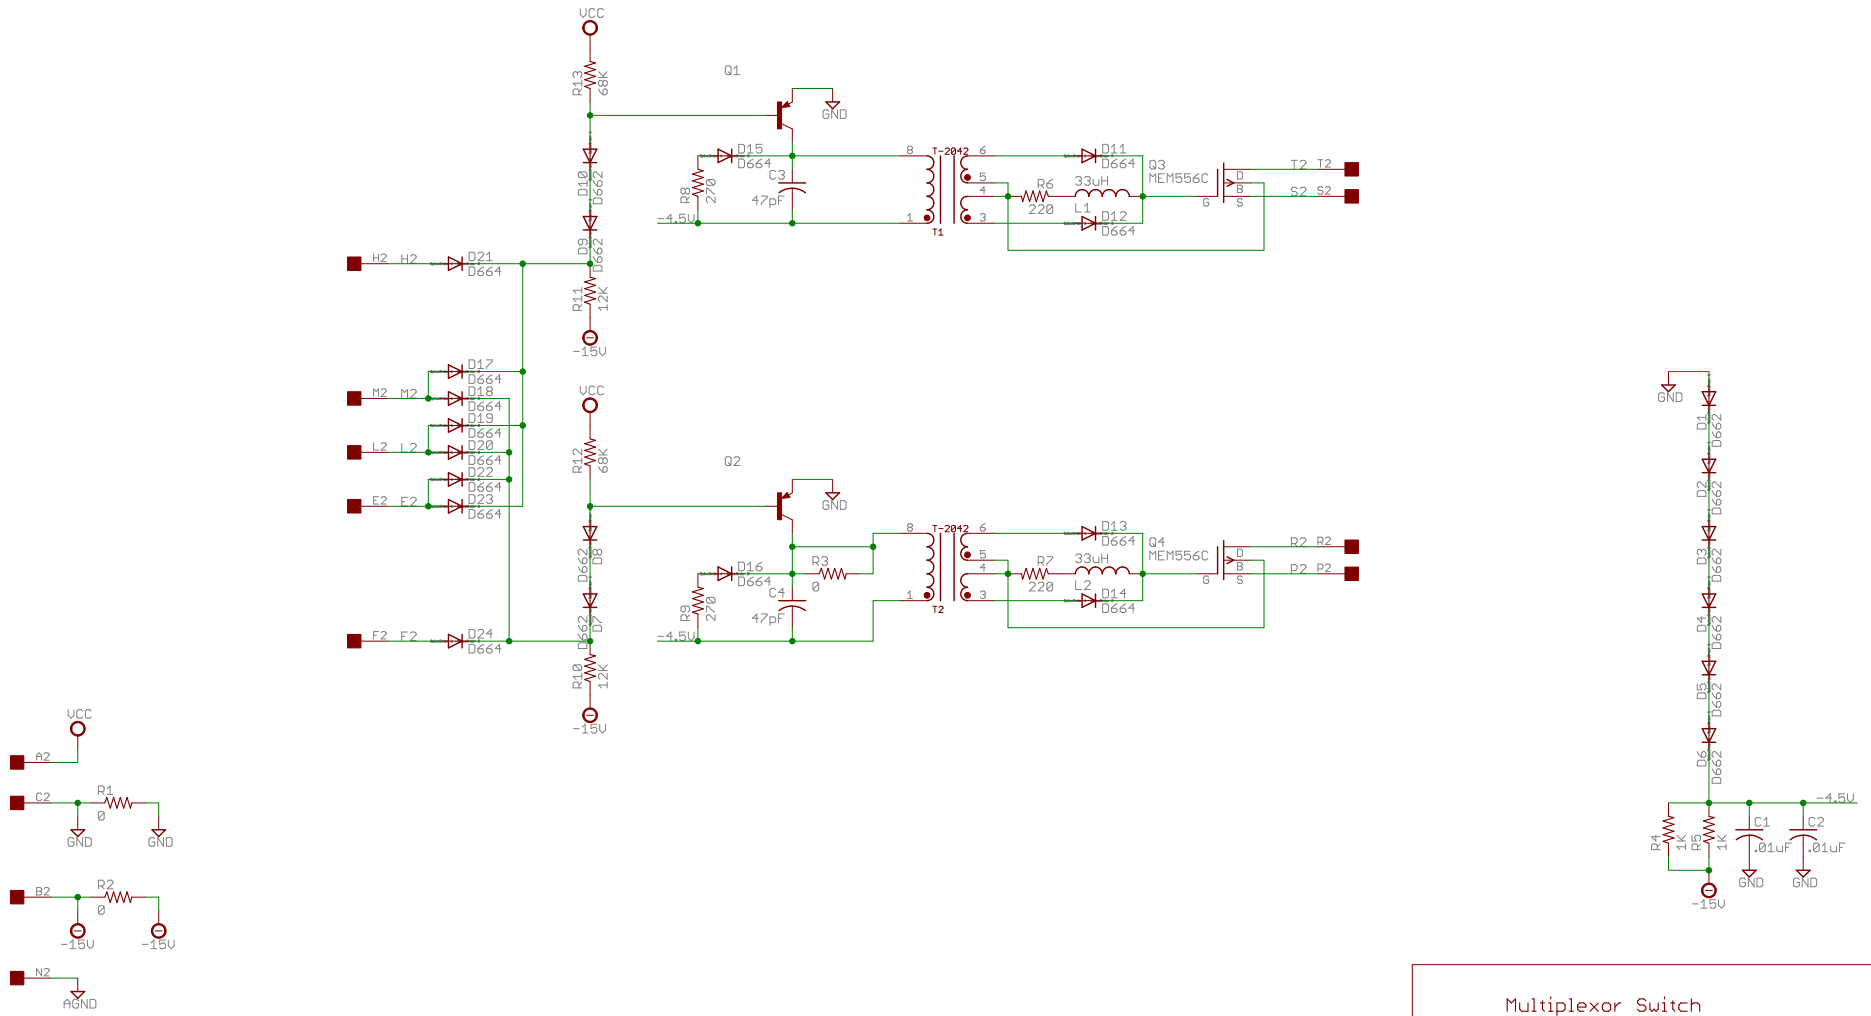 VCC
R13
68K
Q1
GND
D10
D662
D9
D662
R11
12K
-15V
D15
D664
R8
270
C3
47pF
-4.5V
8
1
T-2042
T1
6
5
4
3
D11
D664
R6
220
33uH
L1
D12
D664
Q3
MEM556C
G
D
B
S
T2 T2
S2 S2
H2 H2
D21
D664
D17
D664
M2 M2
D18
D664
D19
D664
L2 L2
D20
D664
D22
D664
E2 E2
D23
D664
VCC
R12
68K
Q2
GND
D8
D662
D7
D662
F2 F2
D24
D664
R10
12K
-15V
D16
D664
R9
270
R3
0
C4
47pF
-4.5V
8
1
T-2042
T2
6
5
4
3
D13
D664
R7
220
33uH
L2
D14
D664
Q4
MEM556C
G
D
B
S
R2 R2
P2 P2
GND
D1
D662
D2
D662
D3
D662
D4
D662
D5
D662
D6
D662
-4.5V
R4
1K
R5
1K
C1
.01uF
C2
.01uF
GND
GND
-15V
VCC
A2
C2
R1
0
GND
GND
B2
R2
0
-15V
-15V
N2
AGND
Multiplexor Switch